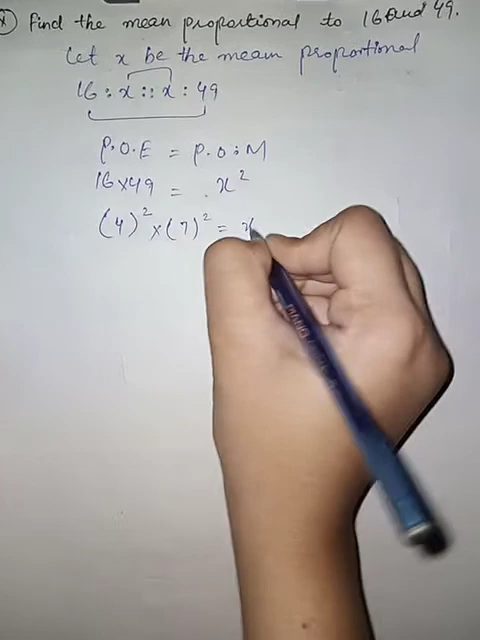 Find the mean proportional to 16 and 49.
Let x be the mean proportional
16 : x :: x : 49
P.O.E = P.O.M
16 x 49 = x²
(4)² x (7)² = x